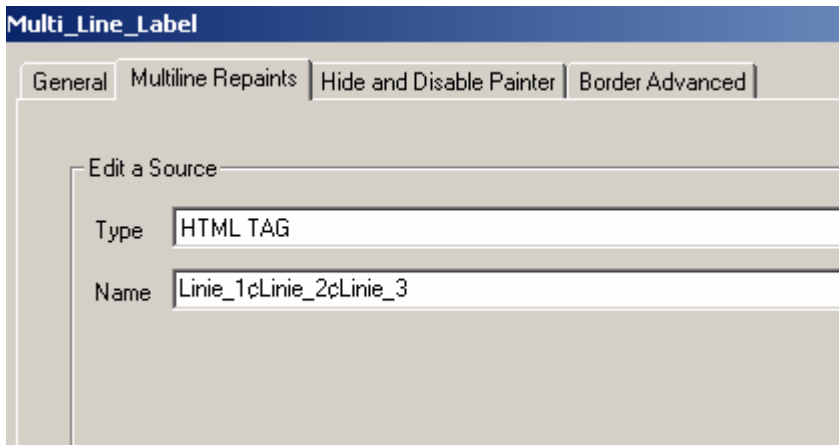 Multi_Line_Label
General Multiline Repaints Hide and Disable Painter Border Advanced
Edit a Source
Type HTML TAG
Name Linie_1¢Linie_2¢Linie_3